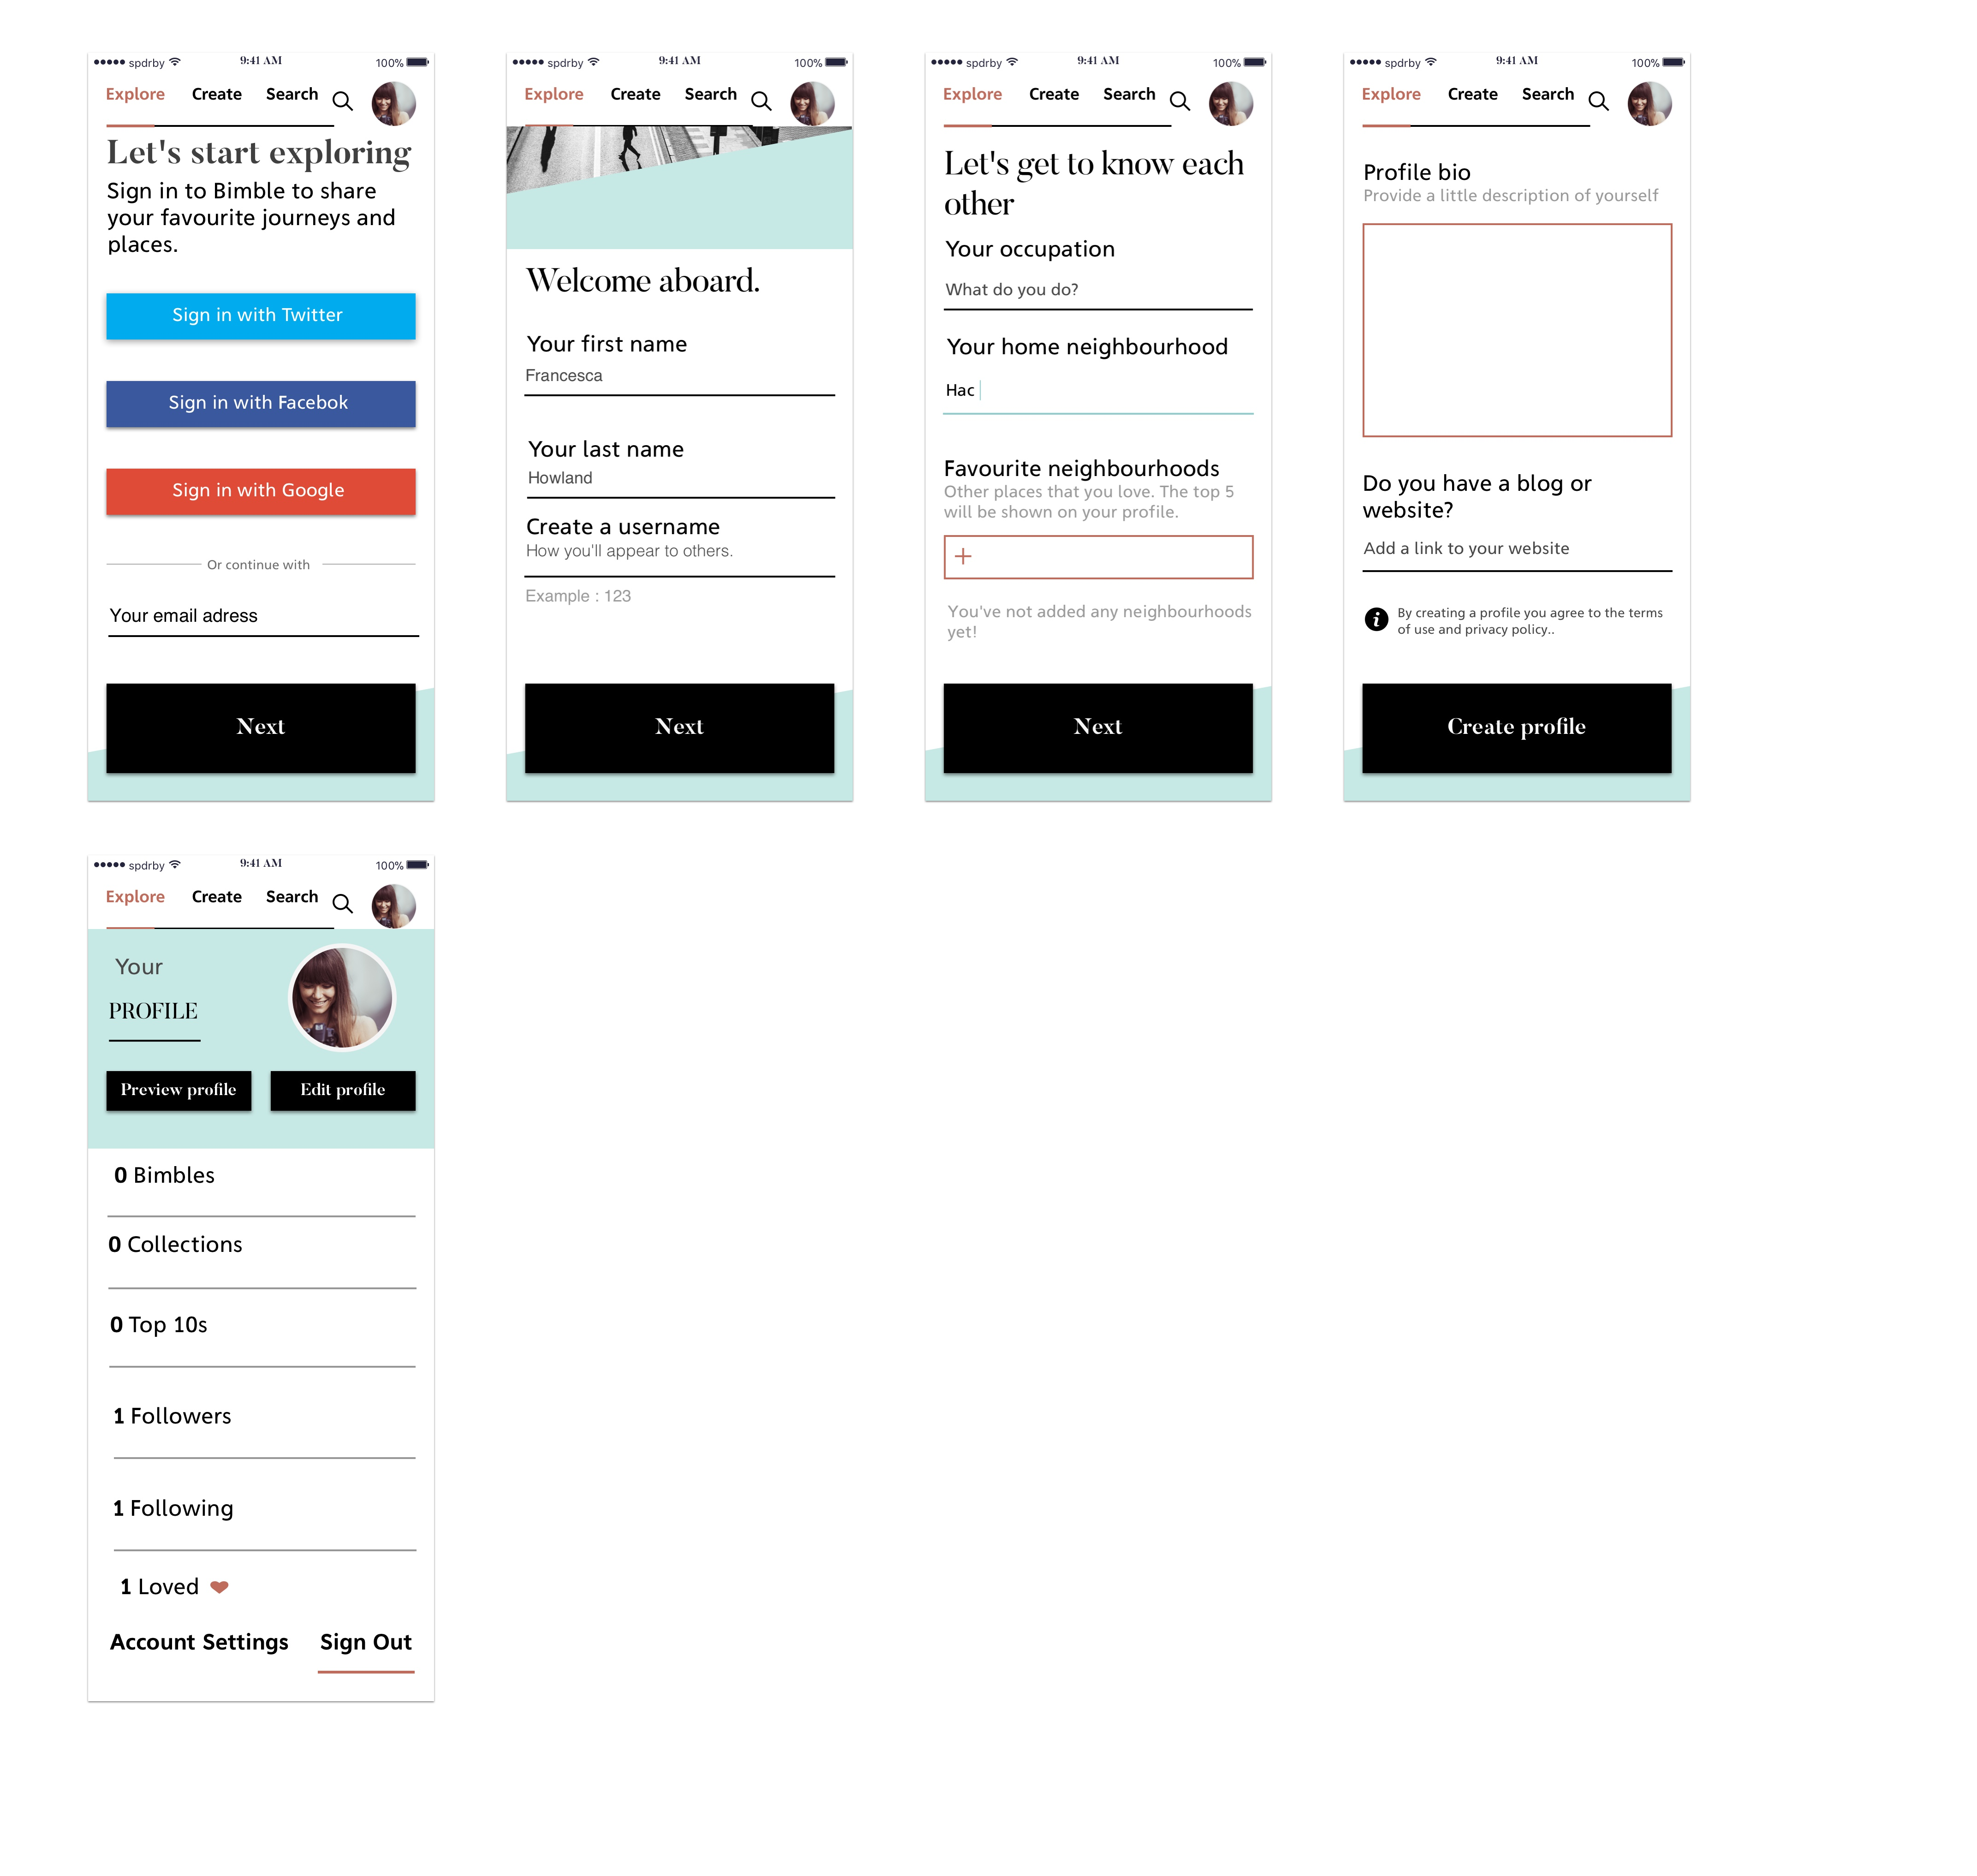 spdrby 9:41 AM 100%
Explore Create Search
Let's start exploring
Sign in to Bimble to share
your favourite journeys and
places.
Sign in with Twitter
Sign in with Facebok
Sign in with Google
Or continue with
Your email adress
Next
spdrby 9:41 AM 100%
Explore Create Search
Welcome aboard.
Your first name
Francesca
Your last name
Howland
Create a username
How you'll appear to others.
Example : 123
Next
spdrby 9:41 AM 100%
Explore Create Search
Let's get to know each
other
Your occupation
What do you do?
Your home neighbourhood
Hac
Favourite neighbourhoods
Other places that you love. The top 5
will be shown on your profile.
+
You've not added any neighbourhoods
yet!
Next
spdrby 9:41 AM 100%
Explore Create Search
Profile bio
Provide a little description of yourself
Do you have a blog or
website?
Add a link to your website
By creating a profile you agree to the terms
of use and privacy policy..
Create profile
spdrby 9:41 AM 100%
Explore Create Search
Your
PROFILE
Preview profile Edit profile
0 Bimbles
0 Collections
0 Top 10s
1 Followers
1 Following
1 Loved
Account Settings Sign Out